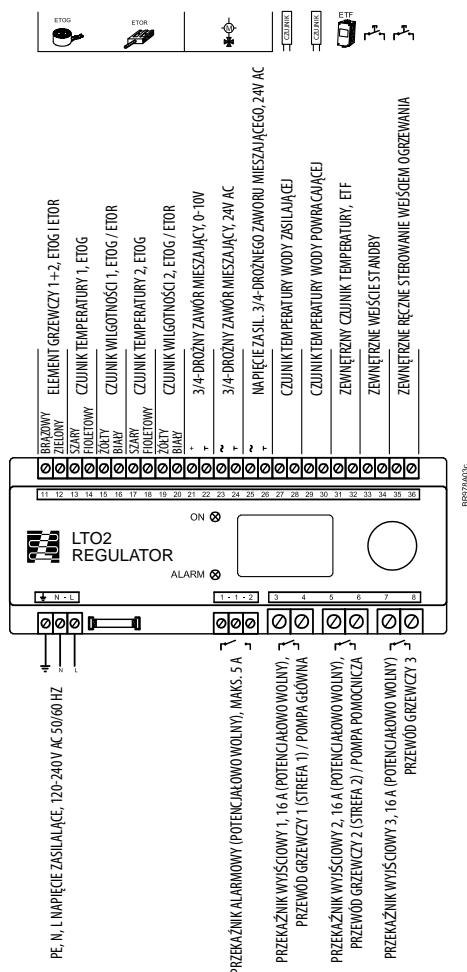 ETOG
ETOR
M
CZUJNIK
CZUJNIK
ETF
ELEMENT GRZEWCZY 1+2, ETOG I ETOR
CZUJNIK TEMPERATURY 1, ETOG
CZUJNIK WILGOTNOŚCI 1, ETOG / ETOR
CZUJNIK TEMPERATURY 2, ETOG
CZUJNIK WILGOTNOŚCI 2, ETOG / ETOR
3/4-DROŻNY ZAWÓR MIESZAJĄCY, 0-10V
3/4-DROŻNY ZAWÓR MIESZAJĄCY, 24V AC
NAPIĘCIE ZASIL. 3/4-DROŻNEGO ZAWORU MIESZAJĄCEGO, 24V AC
CZUJNIK TEMPERATURY WODY ZASILAJĄCEJ
CZUJNIK TEMPERATURY WODY POWRACAJĄCEJ
ZEWNĘTRZNY CZUJNIK TEMPERATURY, ETF
ZEWNĘTRZNE WEJŚCIE STANDBY
ZEWNĘTRZNE RĘCZNE STEROWANIE WEJŚCIEM OGRZEWANIA
BRĄZOWY
ZIELONY
SZARY
FIOLETOWY
ŻÓŁTY
BIAŁY
SZARY
FIOLETOWY
ŻÓŁTY
BIAŁY
+
~
~
11 12 13 14 15 16 17 18 19 20 21 22 23 24 25 26 27 28 29 30 31 32 33 34 35 36
BR978A03c
ON
LTO2
REGULATOR
ALARM
N - L
1 - 1 - 2
3 4 5 6 7 8
N
L
PE, N, L NAPIĘCIE ZASILALĄCE, 120-240 V AC 50/60 HZ
PRZEKAŹNIK ALARMOWY (POTENCJAŁOWO WOLNY), MAKS. 5 A
PRZEKAŹNIK WYJŚCIOWY 1, 16 A (POTENCJAŁOWO WOLNY),
PRZEWÓD GRZEWCZY 1 (STREFA 1) / POMPA GŁÓWNA
PRZEKAŹNIK WYJŚCIOWY 2, 16 A (POTENCJAŁOWO WOLNY),
PRZEWÓD GRZEWCZY 2 (STREFA 2) / POMPA POMOCNICZA
PRZEKAŹNIK WYJŚCIOWY 3, 16 A (POTENCJAŁOWO WOLNY)
PRZEWÓD GRZEWCZY 3